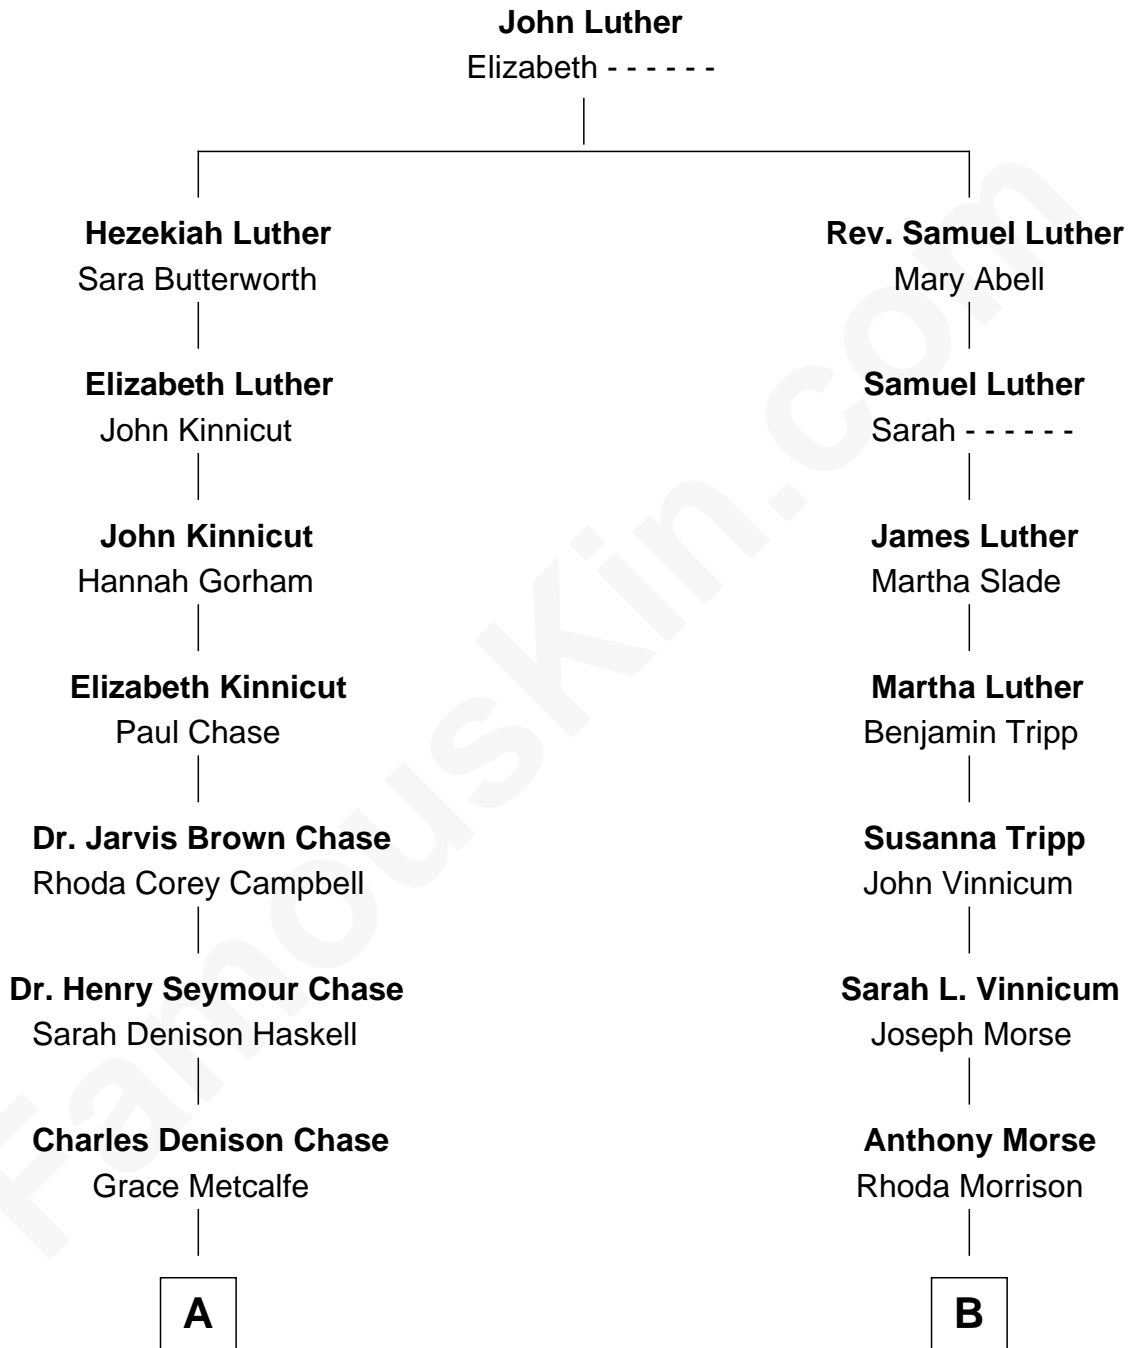 John Luther
Elizabeth - - - - - -
Hezekiah Luther
Sara Butterworth
Rev. Samuel Luther
Mary Abell
Elizabeth Luther
John Kinnicut
Samuel Luther
Sarah - - - - - -
John Kinnicut
Hannah Gorham
James Luther
Martha Slade
Elizabeth Kinnicut
Paul Chase
Martha Luther
Benjamin Tripp
Dr. Jarvis Brown Chase
Rhoda Corey Campbell
Susanna Tripp
John Vinnicum
Dr. Henry Seymour Chase
Sarah Denison Haskell
Sarah L. Vinnicum
Joseph Morse
Charles Denison Chase
Grace Metcalfe
Anthony Morse
Rhoda Morrison
A
B
FamousKin.com